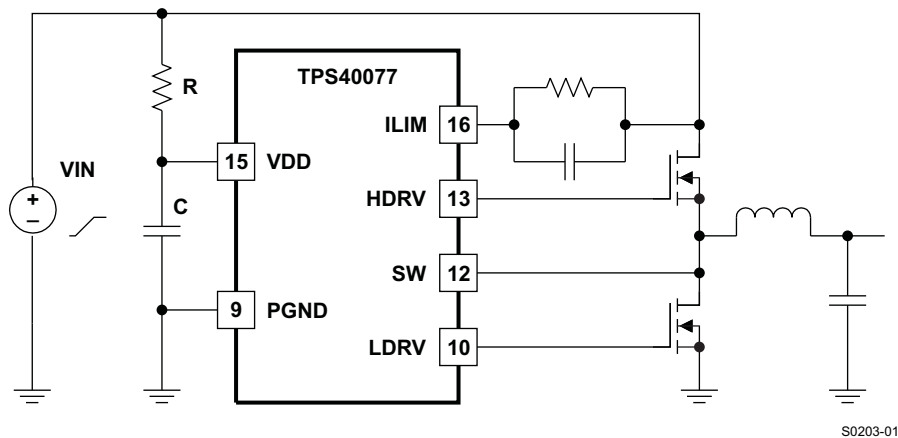 TPS40077
R
ILIM
16
15
VDD
VIN
+
–
C
HDRV
13
SW
12
9
PGND
LDRV
10
S0203-01